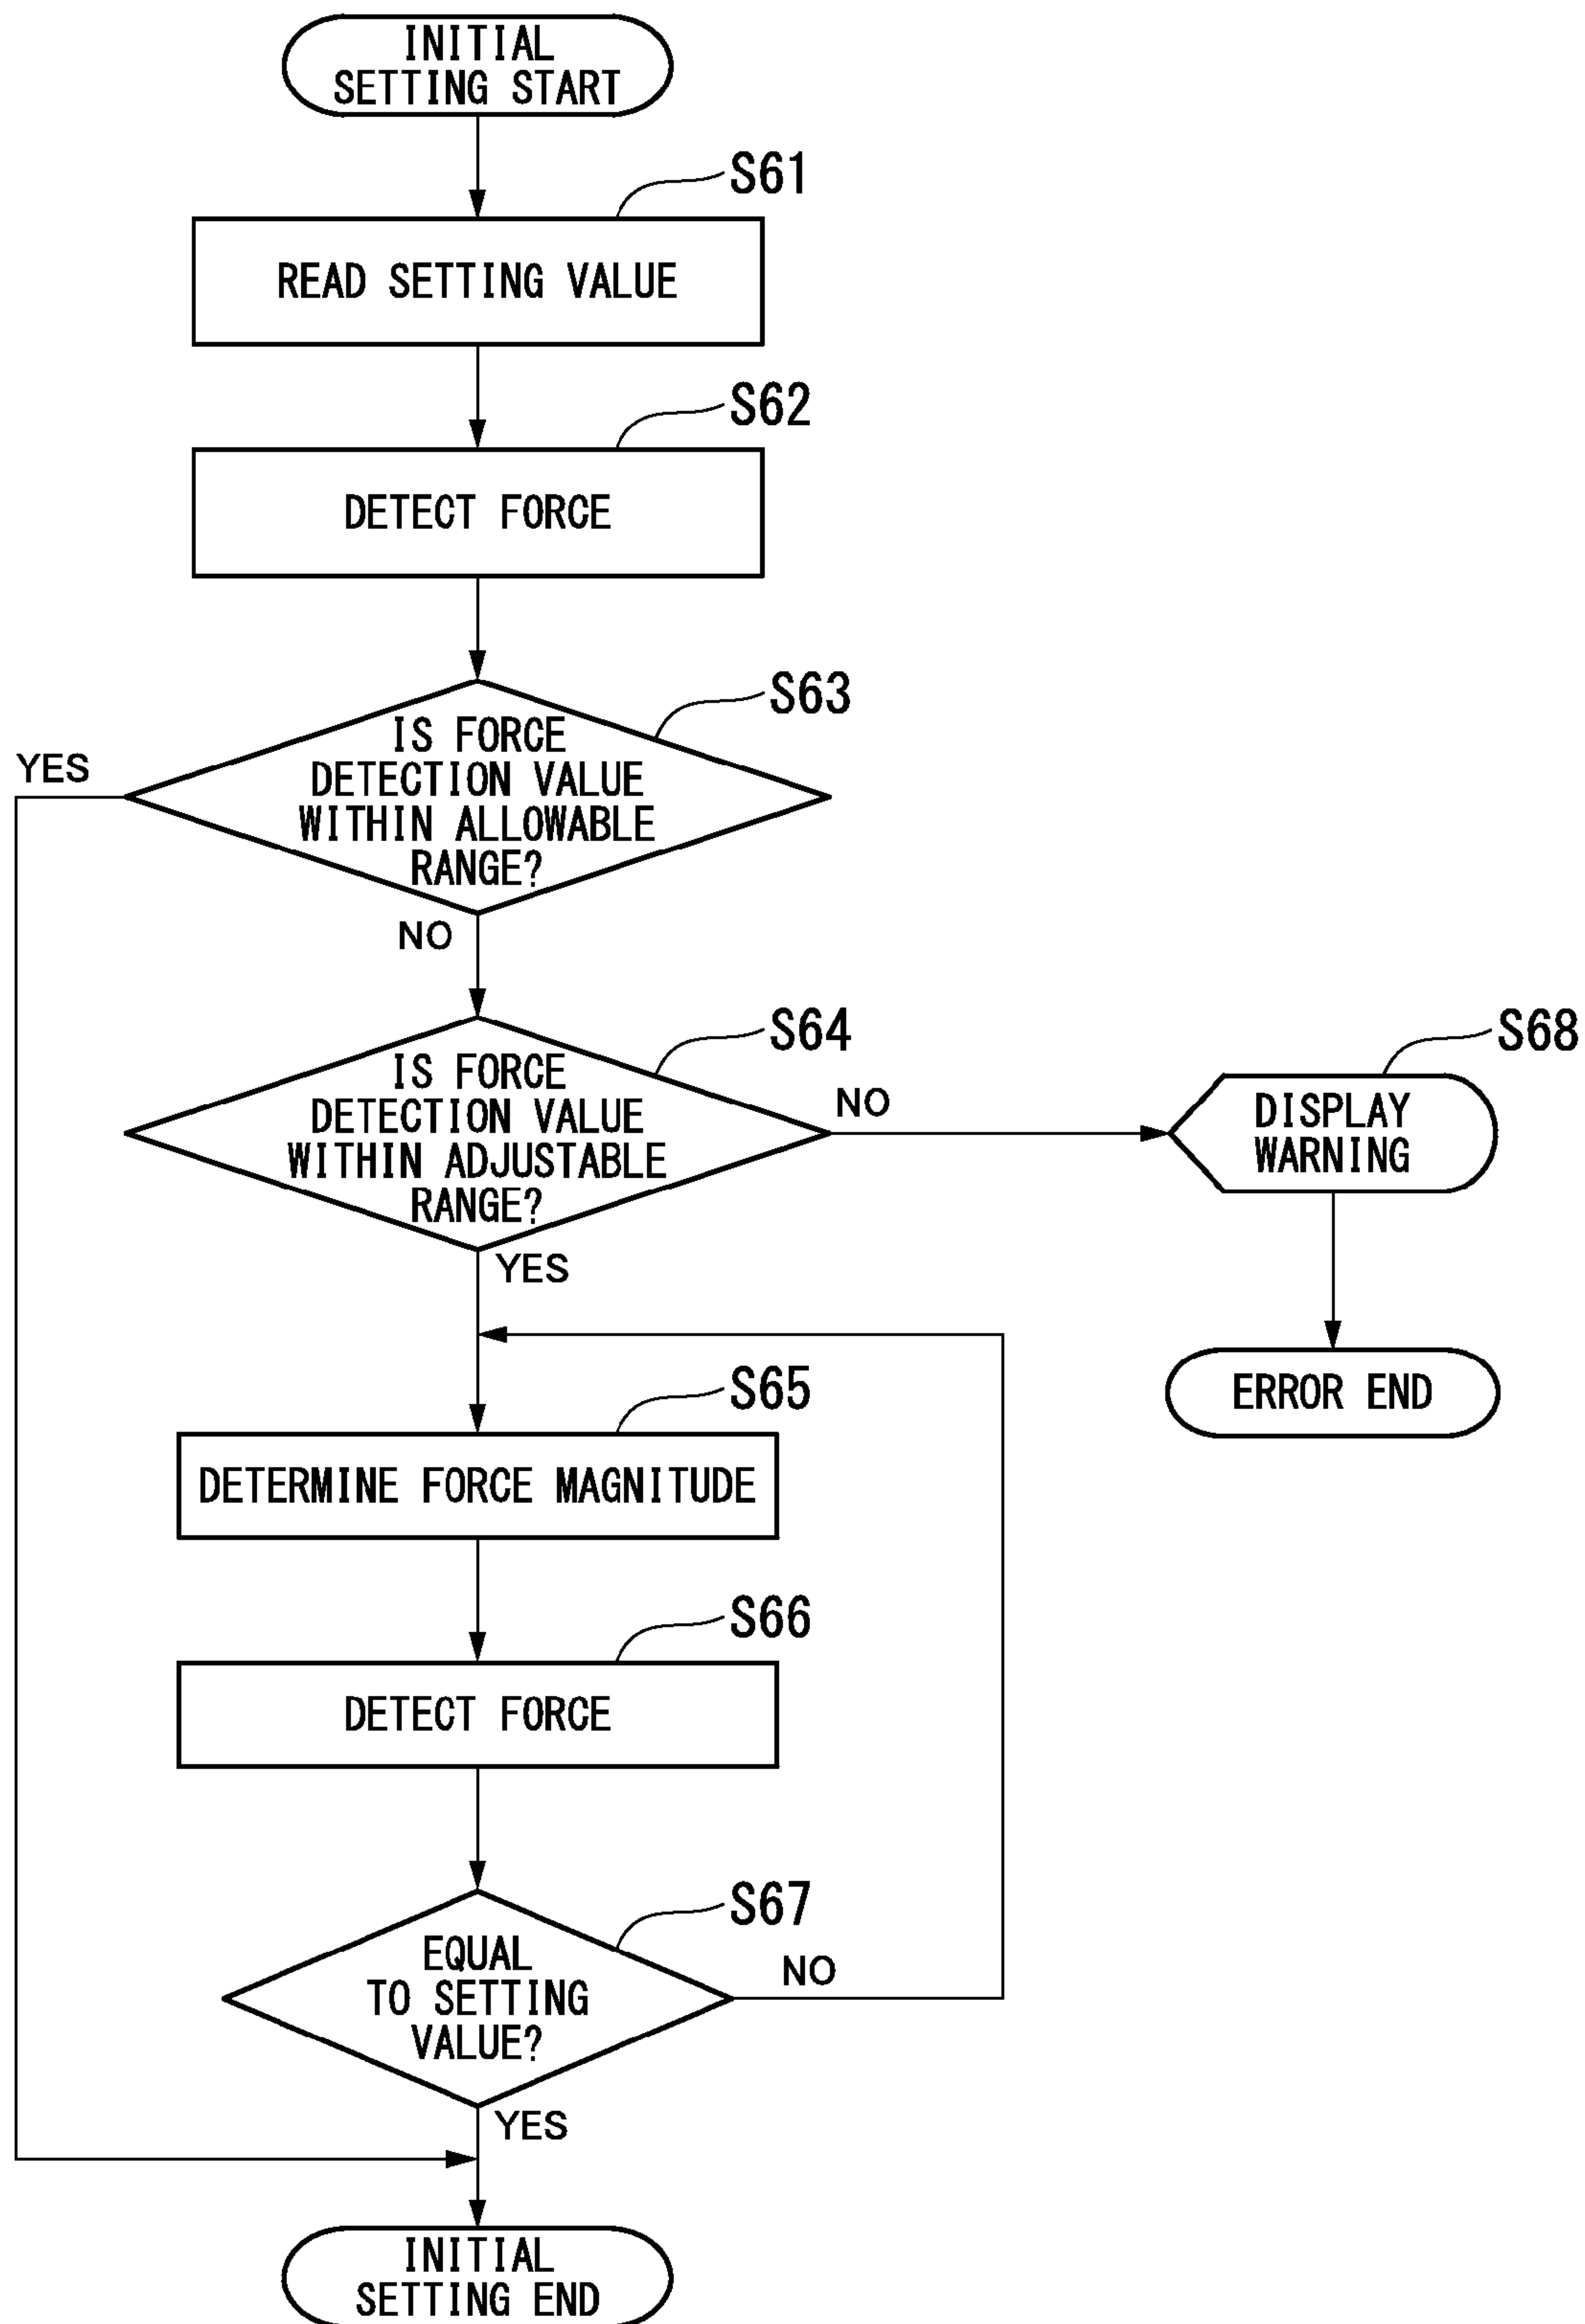 INITIAL
SETTING START
S61
READ SETTING VALUE
S62
DETECT FORCE
S63
IS FORCE
DETECTION VALUE
WITHIN ALLOWABLE
RANGE?
YES
NO
S64
IS FORCE
DETECTION VALUE
WITHIN ADJUSTABLE
RANGE?
NO
S68
DISPLAY
WARNING
YES
ERROR END
S65
DETERMINE FORCE MAGNITUDE
S66
DETECT FORCE
S67
EQUAL
TO SETTING
VALUE?
NO
YES
INITIAL
SETTING END